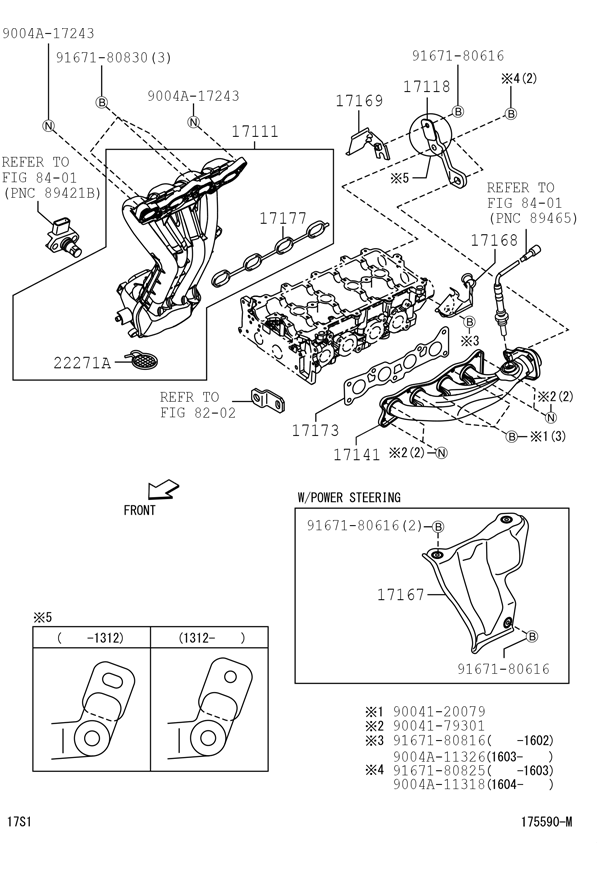 9004A-17243
91671-80830(3)
B
N
9004A-17243
N
17111
REFER TO
FIG 84-01
(PNC 89421B)
17177
22271A
91671-80616
17118
17169
B
※4(2)
B
※5
REFER TO
FIG 84-01
(PNC 89465)
17168
B
※3
REFR TO
FIG 82-02
17173
17141
※2(2)
N
※2(2)
N
B
※1(3)
FRONT
W/POWER STEERING
91671-80616(2)
B
17167
B
91671-80616
※5
( -1312)
(1312- )
※1 90041-20079
※2 90041-79301
※3 91671-80816( -1602)
9004A-11326(1603- )
※4 91671-80825( -1603)
9004A-11318(1604- )
17S1
175590-M